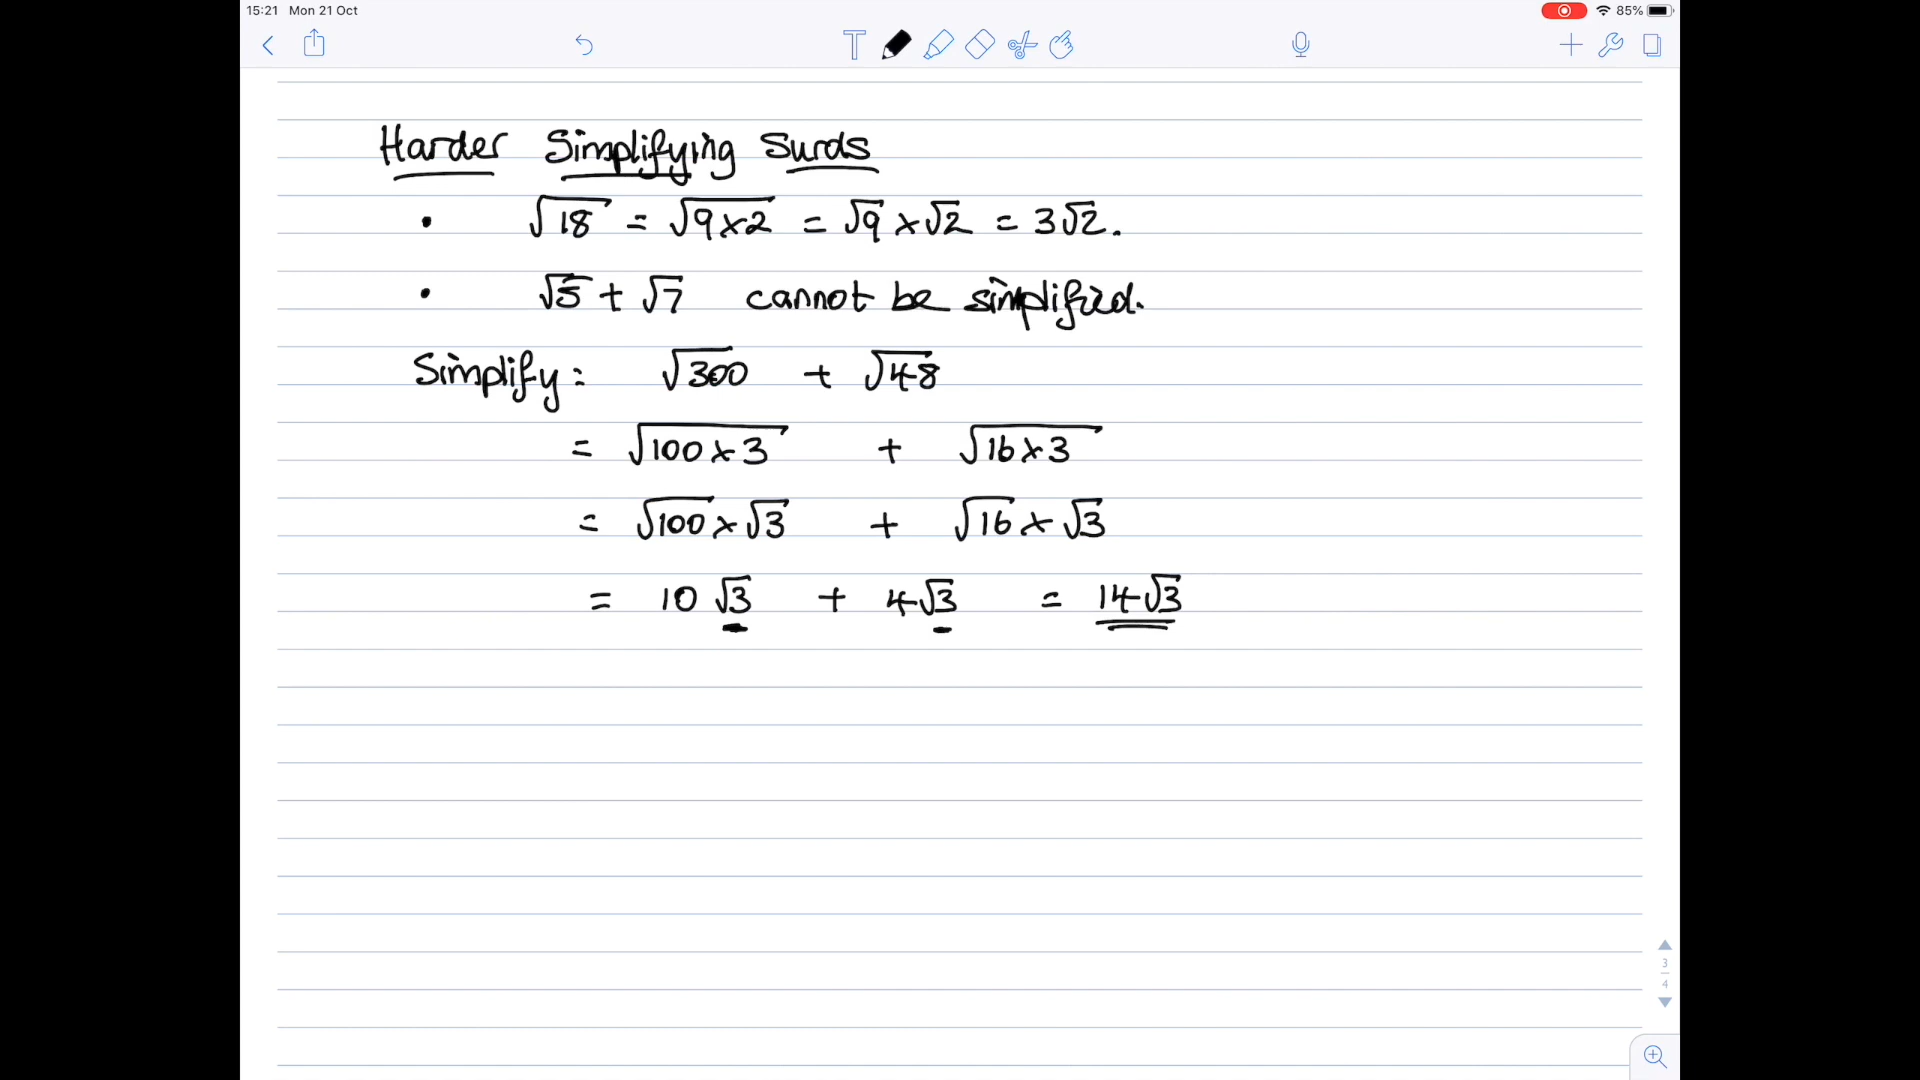 15:21 Mon 21 Oct 85%
T
Harder Simplifying Surds
• √18 = √9×2 = √9 × √2 = 3√2.
• √5 + √7 cannot be simplified.
Simplify: √300 + √48
= √100×3 + √16×3
= √100 × √3 + √16 × √3
= 10√3 + 4√3 = 14√3
3
4